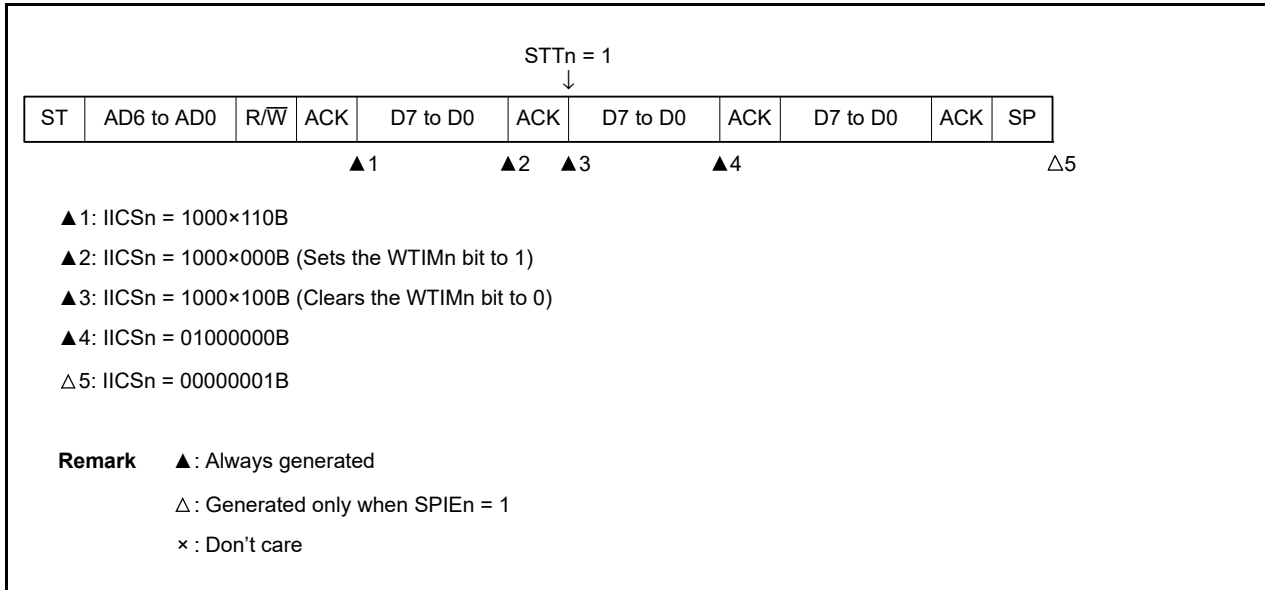 STTn = 1
↓
ST AD6 to AD0 R/W̅ ACK D7 to D0 ACK D7 to D0 ACK D7 to D0 ACK SP
▲1 ▲2 ▲3 ▲4 △5
▲1: IICSn = 1000×110B
▲2: IICSn = 1000×000B (Sets the WTIMn bit to 1)
▲3: IICSn = 1000×100B (Clears the WTIMn bit to 0)
▲4: IICSn = 01000000B
△5: IICSn = 00000001B
Remark ▲: Always generated
△: Generated only when SPIEn = 1
×: Don't care